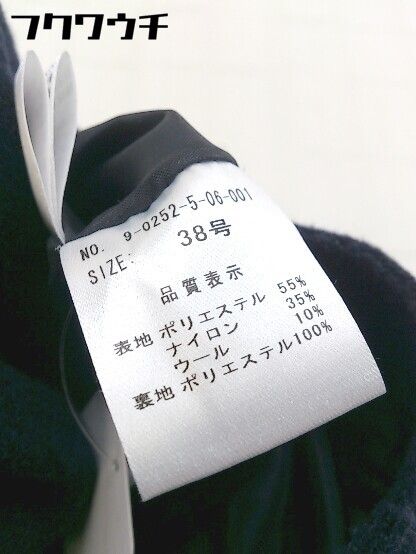 フクワウチ
NO. 9-0252-5-06-001
SIZE: 38号
品質表示
表地 ポリエステル 55%
ナイロン 35%
ウール 10%
裏地 ポリエステル100%